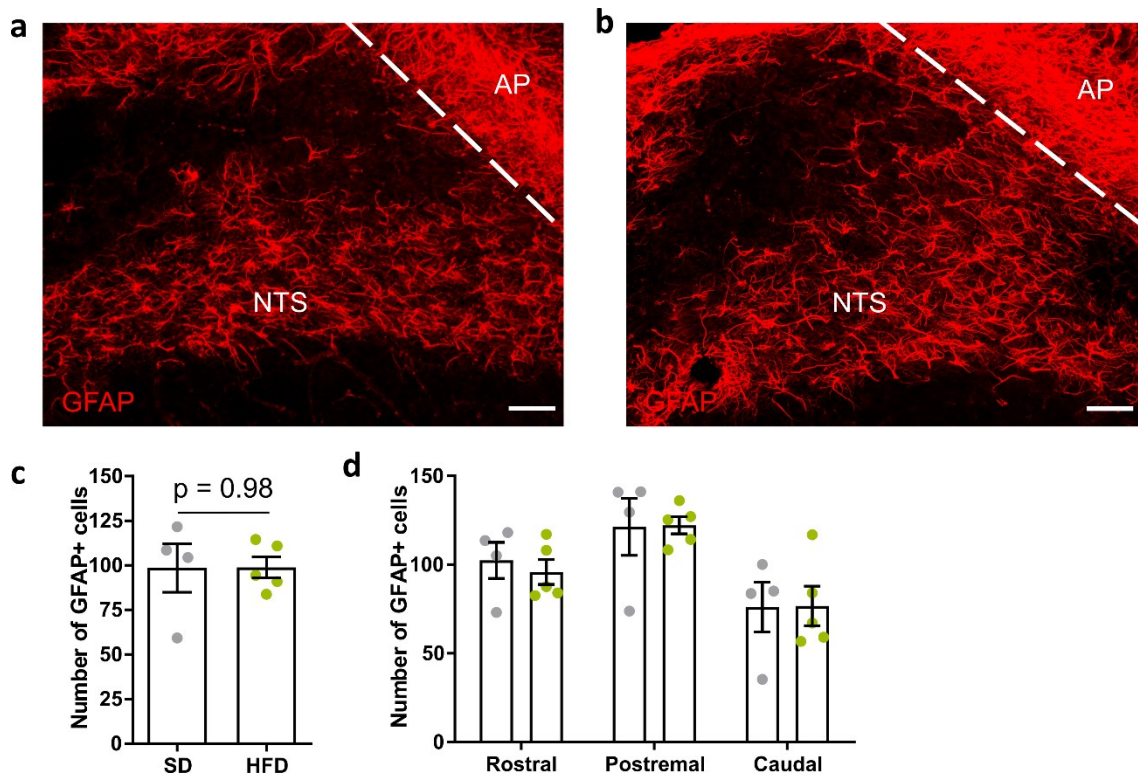 a
AP
NTS
GFAP
b
AP
NTS
GFAP
c
Number of GFAP+ cells
150
125
100
75
50
25
0
p = 0.98
SD
HFD
d
Number of GFAP+ cells
150
100
50
0
Rostral
Postremal
Caudal